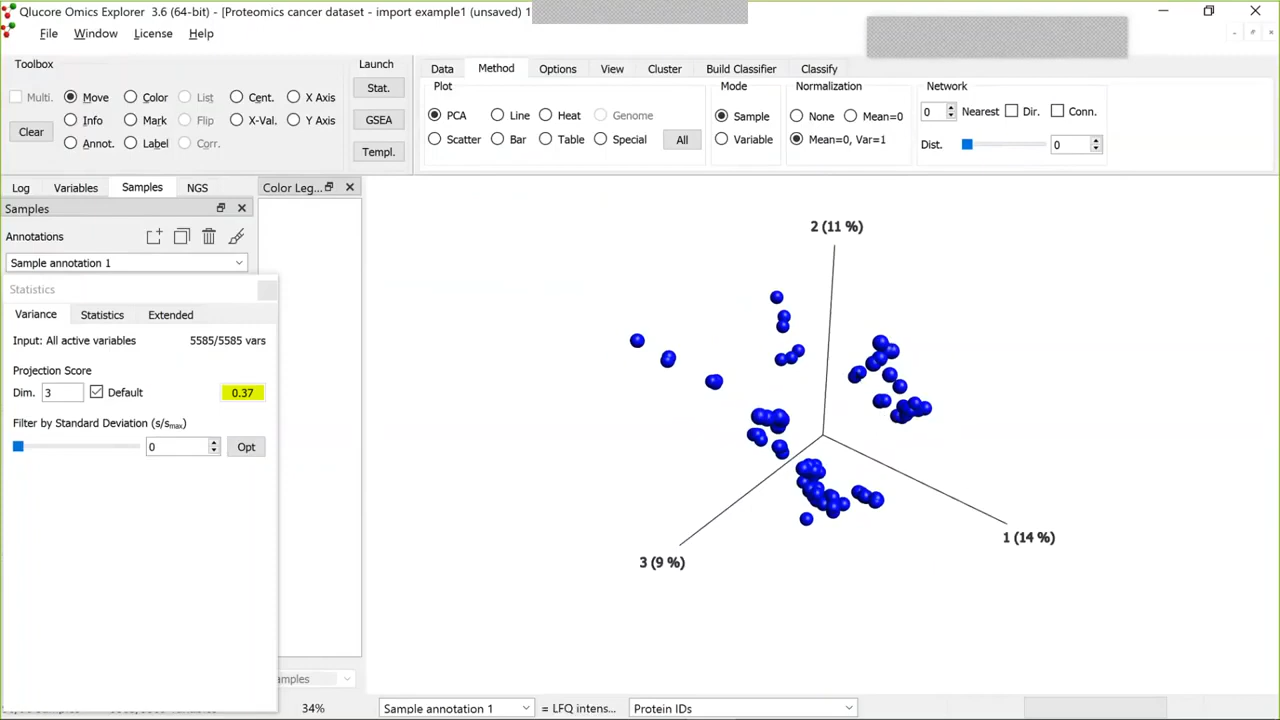 Qlucore Omics Explorer 3.6 (64-bit) - [Proteomics cancer dataset - import example1 (unsaved) 1
File Window License Help
Toolbox
Launch
Multi. Move Color List Cent. X Axis
Info Mark Flip X-Val. Y Axis
Clear
Annot. Label Corr.
Stat.
GSEA
Templ.
Data Method Options View Cluster Build Classifier Classify
Plot
PCA Line Heat Genome
Scatter Bar Table Special All
Mode
Sample
Variable
Normalization
None Mean=0
Mean=0, Var=1
Network
0 Nearest Dir. Conn.
Dist. 0
Log Variables Samples NGS
Samples
Color Leg...
Annotations
Sample annotation 1
Statistics
Variance Statistics Extended
Input: All active variables 5585/5585 vars
Projection Score
Dim. 3 Default 0.37
Filter by Standard Deviation (s/smax)
0 Opt
2 (11 %)
1 (14 %)
3 (9 %)
amples
34%
Sample annotation 1 = LFQ intens... Protein IDs